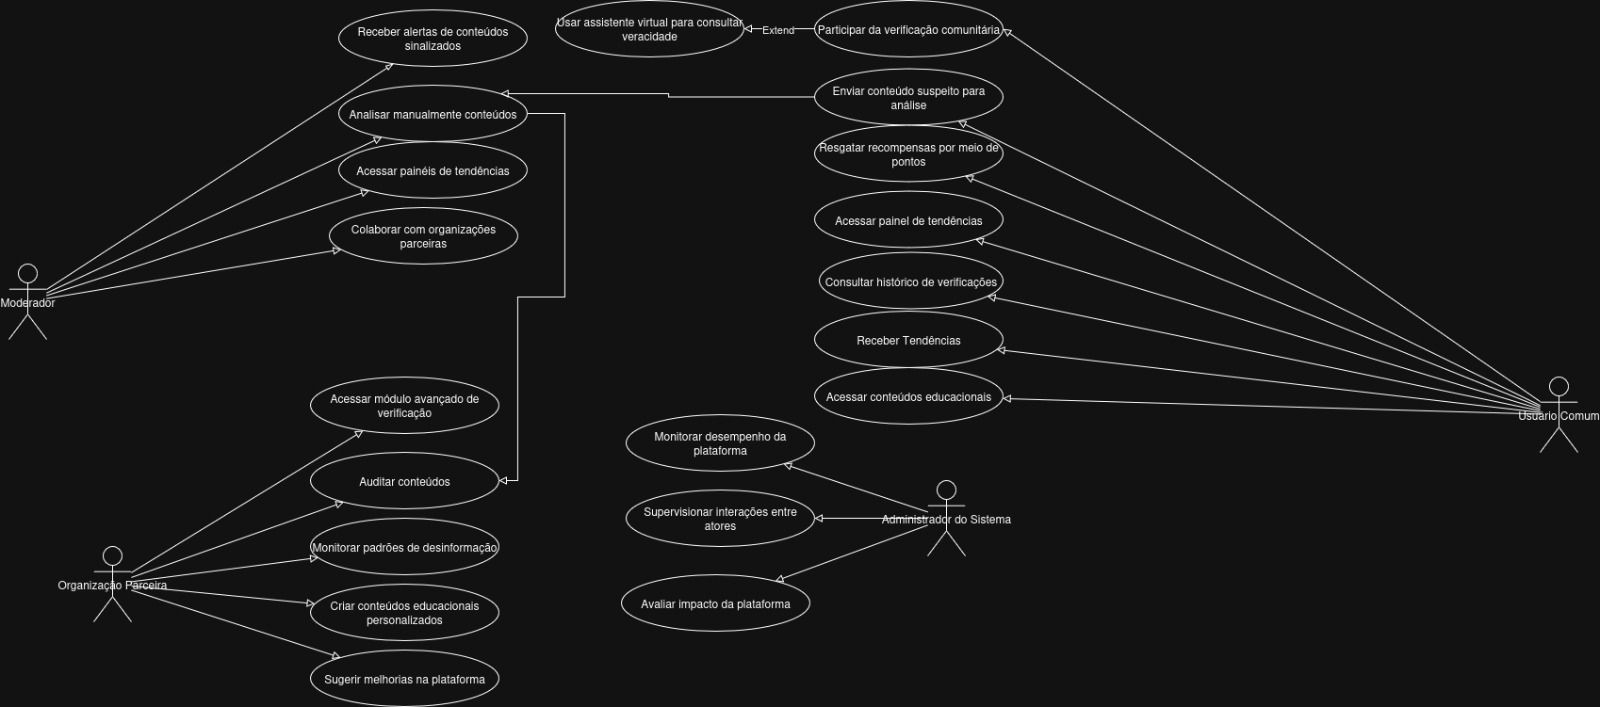 Receber alertas de conteúdos
sinalizados
Analisar manualmente conteúdos
Acessar painéis de tendências
Colaborar com organizações
parceiras
Moderador
Usar assistente virtual para consultar
veracidade
Extend
Participar da verificação comunitária
Enviar conteúdo suspeito para
análise
Resgatar recompensas por meio de
pontos
Acessar painel de tendências
Consultar histórico de verificações
Receber Tendências
Acessar conteúdos educacionais
Usuário Comum
Acessar módulo avançado de
verificação
Auditar conteúdos
Monitorar padrões de desinformação
Criar conteúdos educacionais
personalizados
Sugerir melhorias na plataforma
Organização Parceira
Monitorar desempenho da
plataforma
Supervisionar interações entre
atores
Avaliar impacto da plataforma
Administrador do Sistema